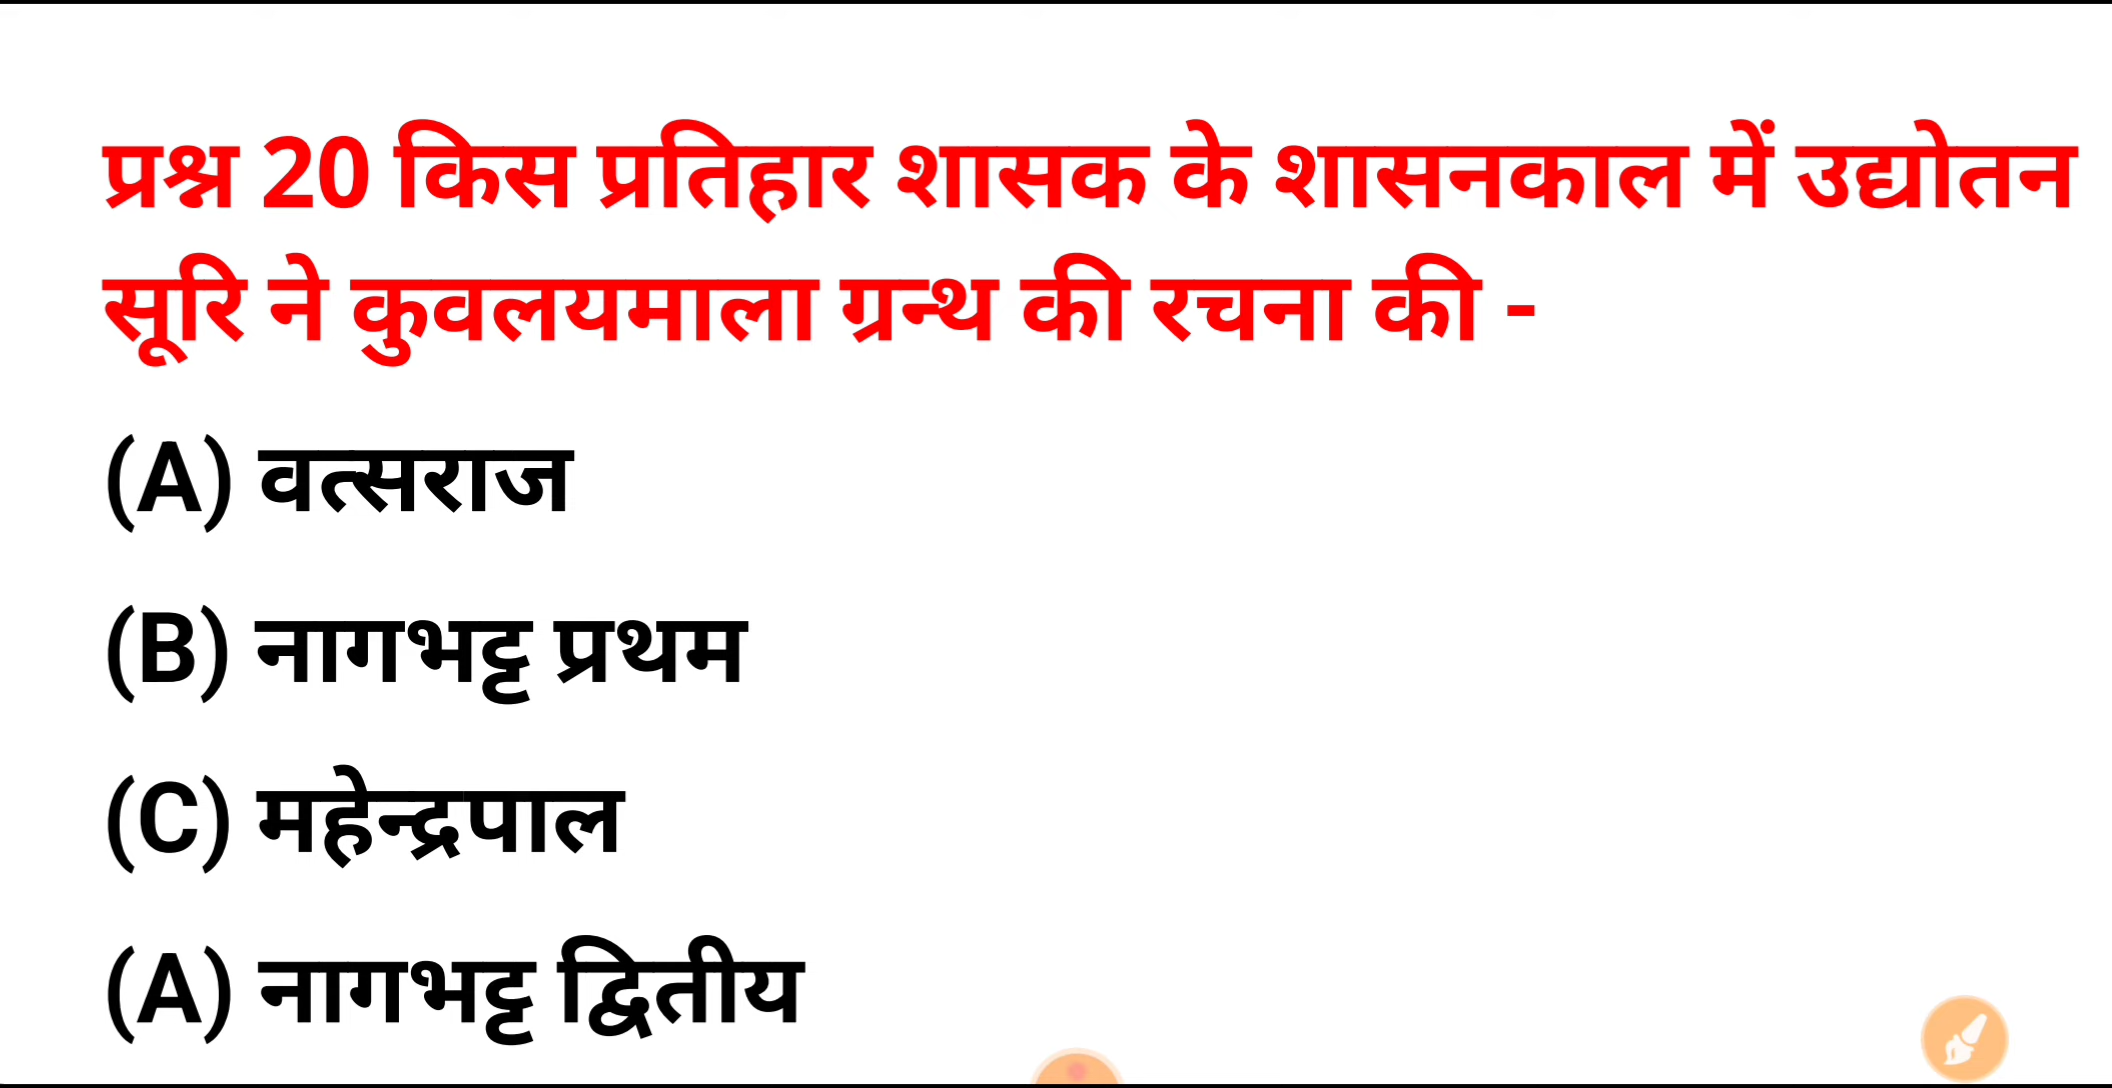 प्रश्न 20 किस प्रतिहार शासक के शासनकाल में उद्योतन
सूरि ने कुवलयमाला ग्रन्थ की रचना की -
(A) वत्सराज
(B) नागभट्ट प्रथम
(C) महेन्द्रपाल
(A) नागभट्ट द्वितीय